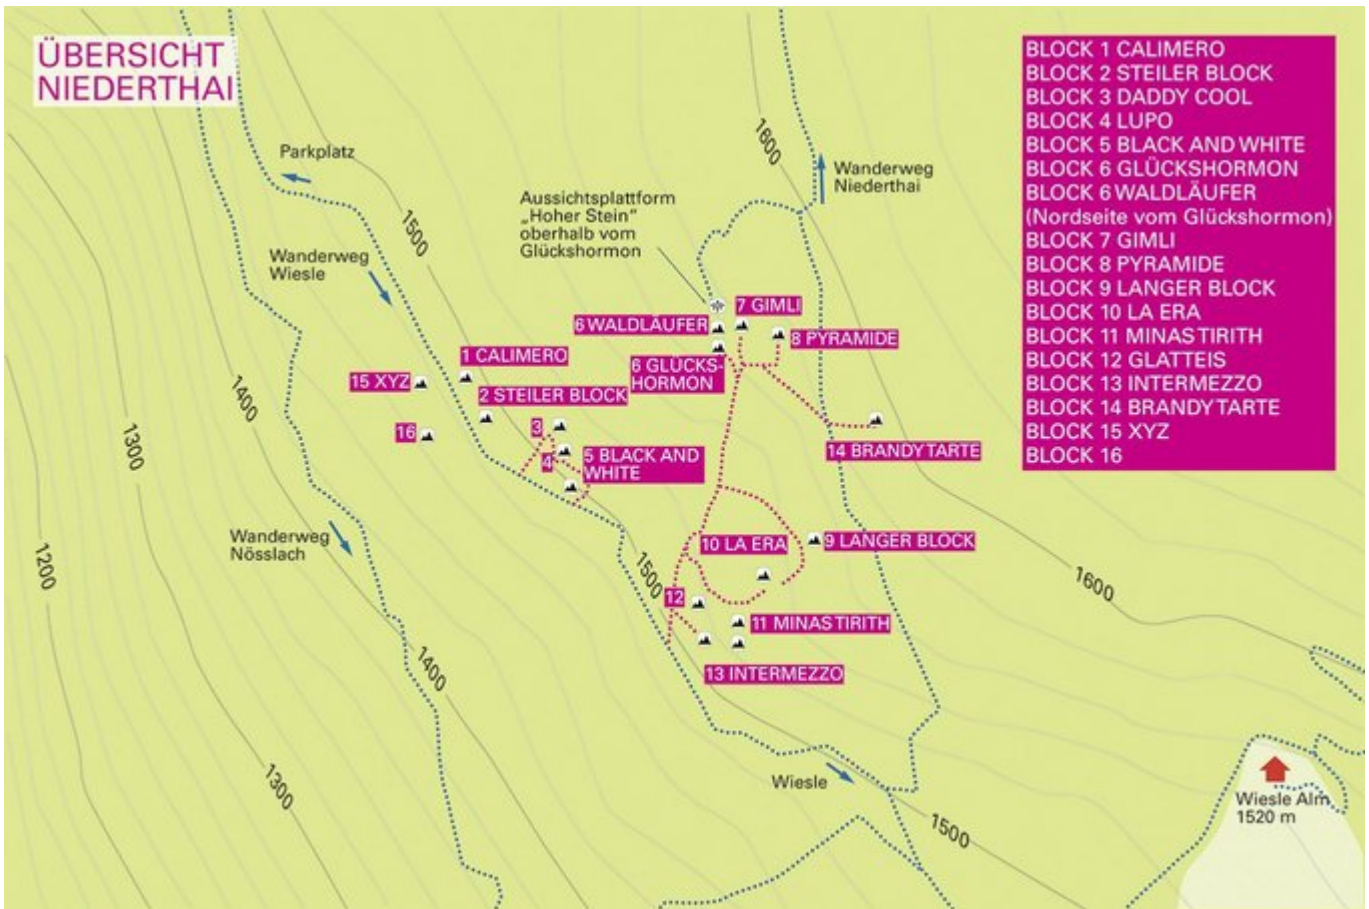 ÜBERSICHT
NIEDERTHAI
BLOCK 1 CALIMERO
BLOCK 2 STEILER BLOCK
BLOCK 3 DADDY COOL
BLOCK 4 LUPO
BLOCK 5 BLACK AND WHITE
BLOCK 6 GLÜCKSHORMON
BLOCK 6 WALDLÄUFER
(Nordseite vom Glückshormon)
BLOCK 7 GIMLI
BLOCK 8 PYRAMIDE
BLOCK 9 LANGER BLOCK
BLOCK 10 LA ERA
BLOCK 11 MINAS TIRITH
BLOCK 12 GLATTEIS
BLOCK 13 INTERMEZZO
BLOCK 14 BRANDY TARTE
BLOCK 15 XYZ
BLOCK 16
1600
Parkplatz
Wanderweg
Niederthai
Aussichtsplattform
„Hoher Stein"
oberhalb vom
Glückshormon
1500
Wanderweg
Wiesle
7 GIMLI
6 WALDLÄUFER
8 PYRAMIDE
1 CALIMERO
6 GLÜCKS-
HORMON
15 XYZ
2 STEILER BLOCK
1400
3
16
1300
14 BRANDY TARTE
5 BLACK AND
WHITE
4
Wanderweg
Nösslach
10 LA ERA
9 LANGER BLOCK
1200
1500
1600
12
11 MINAS TIRITH
1400
13 INTERMEZZO
Wiesle
1300
Wiesle Alm
1520 m
1500